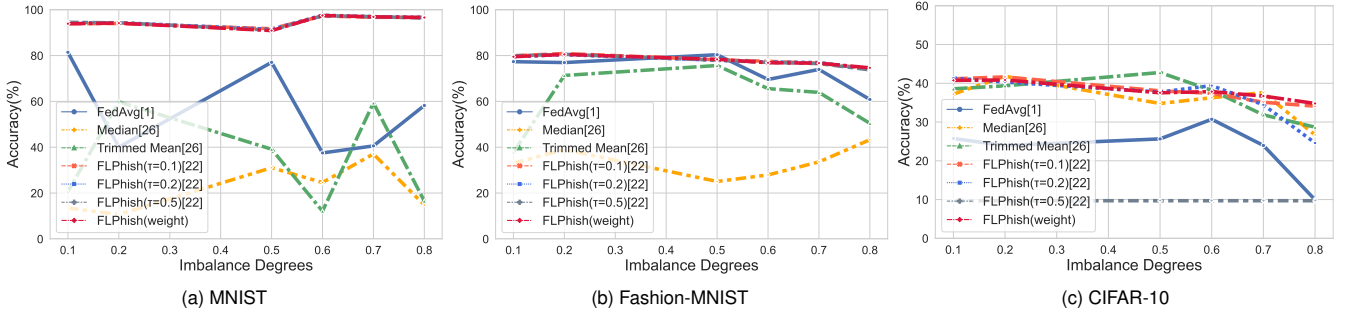 100
80
60
40
20
0
Accuracy(%)
FedAvg[1]
Median[26]
Trimmed Mean[26]
FLPhish(τ=0.1)[22]
FLPhish(τ=0.2)[22]
FLPhish(τ=0.5)[22]
FLPhish(weight)
0.1 0.2 0.3 0.4 0.5 0.6 0.7 0.8
Imbalance Degrees
(a) MNIST
100
80
60
40
20
0
Accuracy(%)
FedAvg[1]
Median[26]
Trimmed Mean[26]
FLPhish(τ=0.1)[22]
FLPhish(τ=0.2)[22]
FLPhish(τ=0.5)[22]
FLPhish(weight)
0.1 0.2 0.3 0.4 0.5 0.6 0.7 0.8
Imbalance Degrees
(b) Fashion-MNIST
60
50
40
30
20
10
0
Accuracy(%)
FedAvg[1]
Median[26]
Trimmed Mean[26]
FLPhish(τ=0.1)[22]
FLPhish(τ=0.2)[22]
FLPhish(τ=0.5)[22]
FLPhish(weight)
0.1 0.2 0.3 0.4 0.5 0.6 0.7 0.8
Imbalance Degrees
(c) CIFAR-10